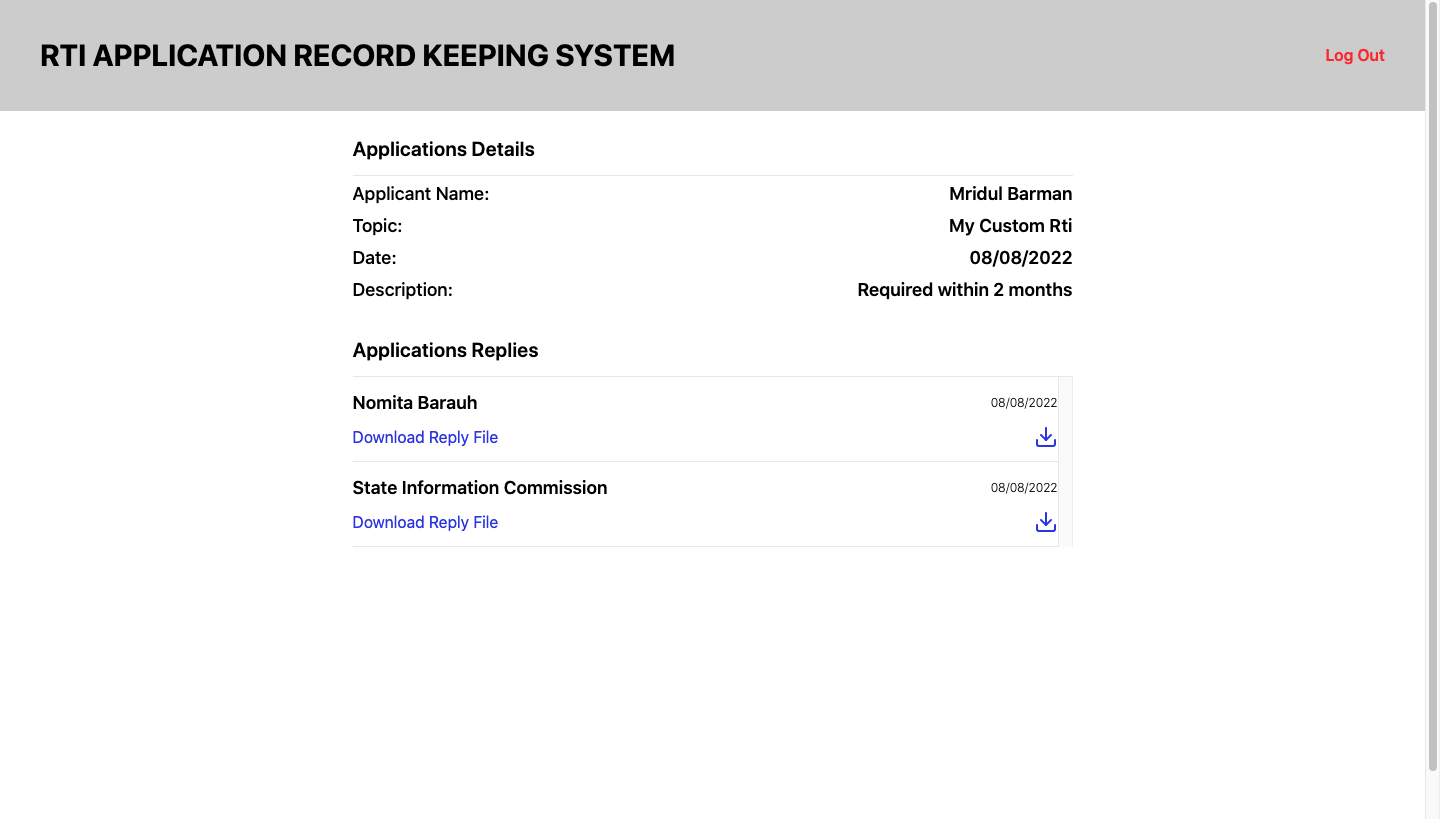 RTI APPLICATION RECORD KEEPING SYSTEM
Log Out
Applications Details
Applicant Name: Mridul Barman
Topic: My Custom Rti
Date: 08/08/2022
Description: Required within 2 months
Applications Replies
Nomita Barauh 08/08/2022
Download Reply File
State Information Commission 08/08/2022
Download Reply File